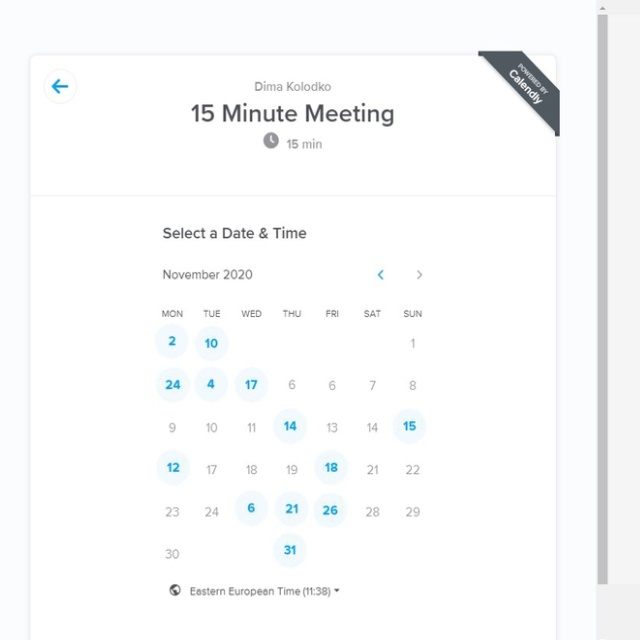 POWERED BY
Calendly
Dima Kolodko
15 Minute Meeting
15 min
Select a Date & Time
November 2020
MON TUE WED THU FRI SAT SUN
2 10 1
24 4 17 6 6 7 8
9 10 11 14 13 14 15
12 17 18 19 18 21 22
23 24 6 21 26 28 29
30 31
Eastern European Time (11:38)